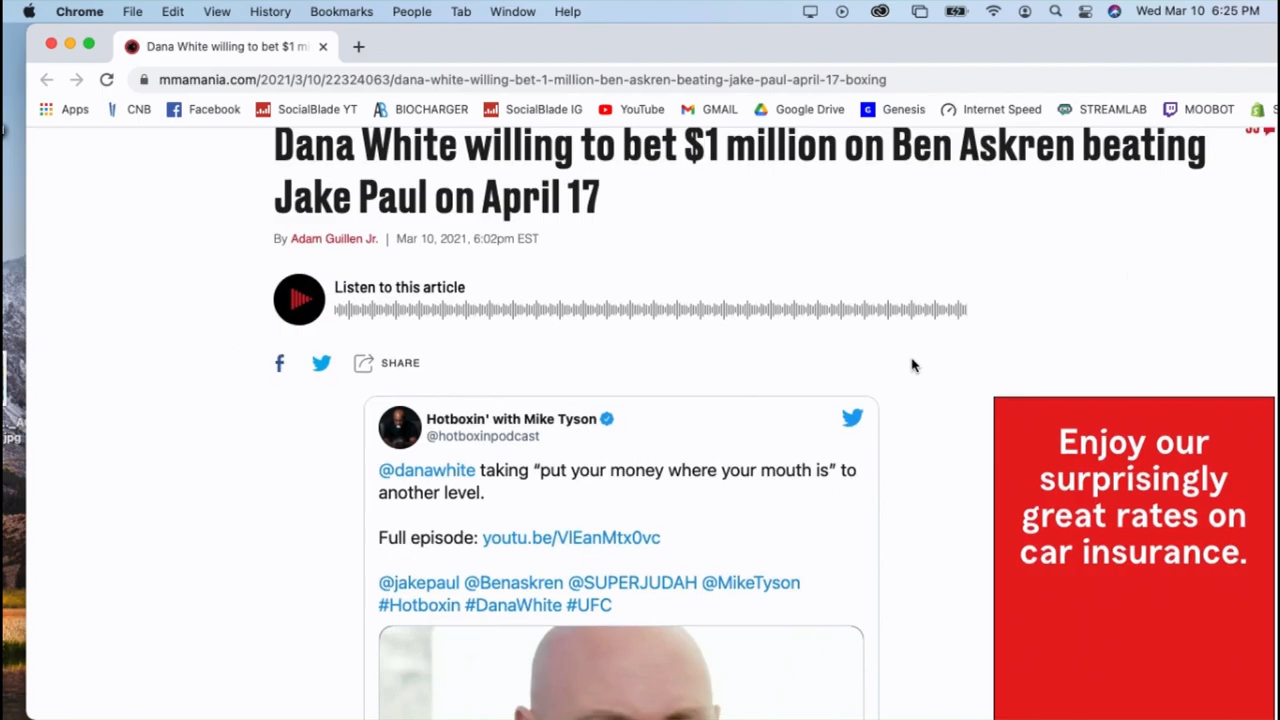 Chrome File Edit View History Bookmarks People Tab Window Help Wed Mar 10 6:25 PM
Dana White willing to bet $1 mi
mmamania.com/2021/3/10/22324063/dana-white-willing-bet-1-million-ben-askren-beating-jake-paul-april-17-boxing
Apps CNB Facebook SocialBlade YT BIOCHARGER SocialBlade IG YouTube GMAIL Google Drive Genesis Internet Speed STREAMLAB MOOBOT
Dana White willing to bet $1 million on Ben Askren beating
Jake Paul on April 17
By Adam Guillen Jr. | Mar 10, 2021, 6:02pm EST
Listen to this article
SHARE
Hotboxin' with Mike Tyson
@hotboxinpodcast
@danawhite taking “put your money where your mouth is” to
another level.
Full episode: youtu.be/VlEanMtx0vc
@jakepaul @Benaskren @SUPERJUDAH @MikeTyson
#Hotboxin #DanaWhite #UFC
Enjoy our
surprisingly
great rates on
car insurance.
jpg